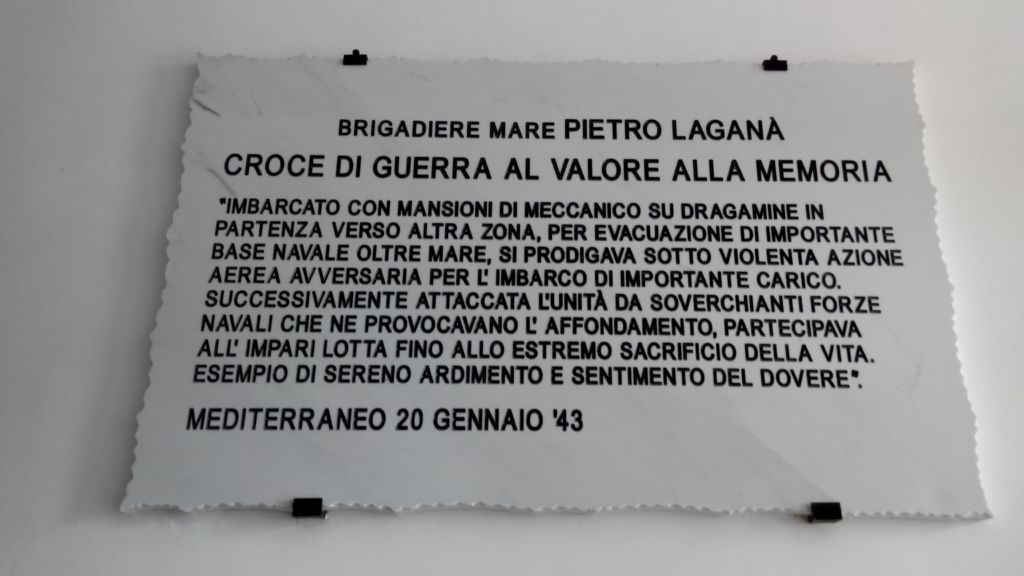 BRIGADIERE MARE PIETRO LAGANÀ
CROCE DI GUERRA AL VALORE ALLA MEMORIA
"IMBARCATO CON MANSIONI DI MECCANICO SU DRAGAMINE IN
PARTENZA VERSO ALTRA ZONA, PER EVACUAZIONE DI IMPORTANTE
BASE NAVALE OLTRE MARE, SI PRODIGAVA SOTTO VIOLENTA AZIONE
AEREA AVVERSARIA PER L' IMBARCO DI IMPORTANTE CARICO.
SUCCESSIVAMENTE ATTACCATA L'UNITÀ DA SOVERCHIANTI FORZE
NAVALI CHE NE PROVOCAVANO L' AFFONDAMENTO, PARTECIPAVA
ALL' IMPARI LOTTA FINO ALLO ESTREMO SACRIFICIO DELLA VITA.
ESEMPIO DI SERENO ARDIMENTO E SENTIMENTO DEL DOVERE".
MEDITERRANEO 20 GENNAIO '43